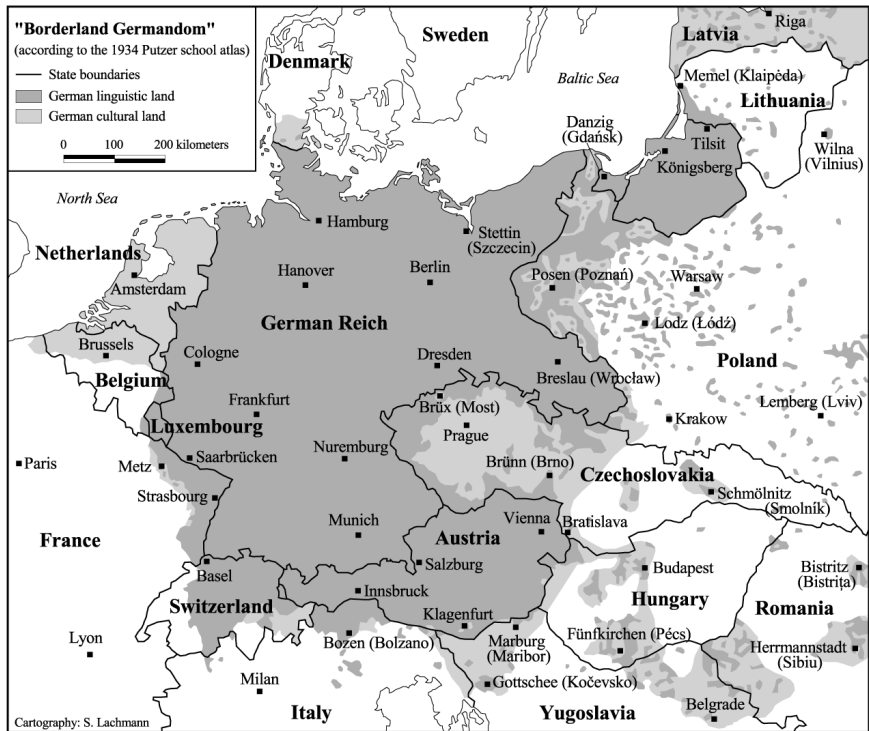 "Borderland Germandom"
(according to the 1934 Putzer school atlas)
State boundaries
German linguistic land
German cultural land
0 100 200 kilometers
Sweden
Denmark
Baltic Sea
Latvia
Riga
Memel (Klaipėda)
Lithuania
Danzig
(Gdańsk)
Tilsit
Königsberg
Wilna
(Vilnius)
North Sea
Hamburg
Stettin
(Szczecin)
Netherlands
Amsterdam
Hanover
Berlin
Posen (Poznań)
Warsaw
German Reich
Lodz (Łódź)
Brussels
Belgium
Cologne
Dresden
Breslau (Wrocław)
Poland
Frankfurt
Brüx (Most)
Prague
Krakow
Lemberg (Lviv)
Luxembourg
Paris
Metz
Saarbrücken
Nuremburg
Brünn (Brno)
Czechoslovakia
Schmölnitz
(Smolník)
Strasbourg
France
Munich
Vienna
Bratislava
Austria
Salzburg
Basel
Innsbruck
Budapest
Bistritz
(Bistrița)
Switzerland
Hungary
Romania
Lyon
Klagenfurt
Bozen (Bolzano)
Marburg
(Maribor)
Fünfkirchen (Pécs)
Herrmannstadt
(Sibiu)
Milan
Gottschee (Kočevsko)
Italy
Yugoslavia
Belgrade
Cartography: S. Lachmann